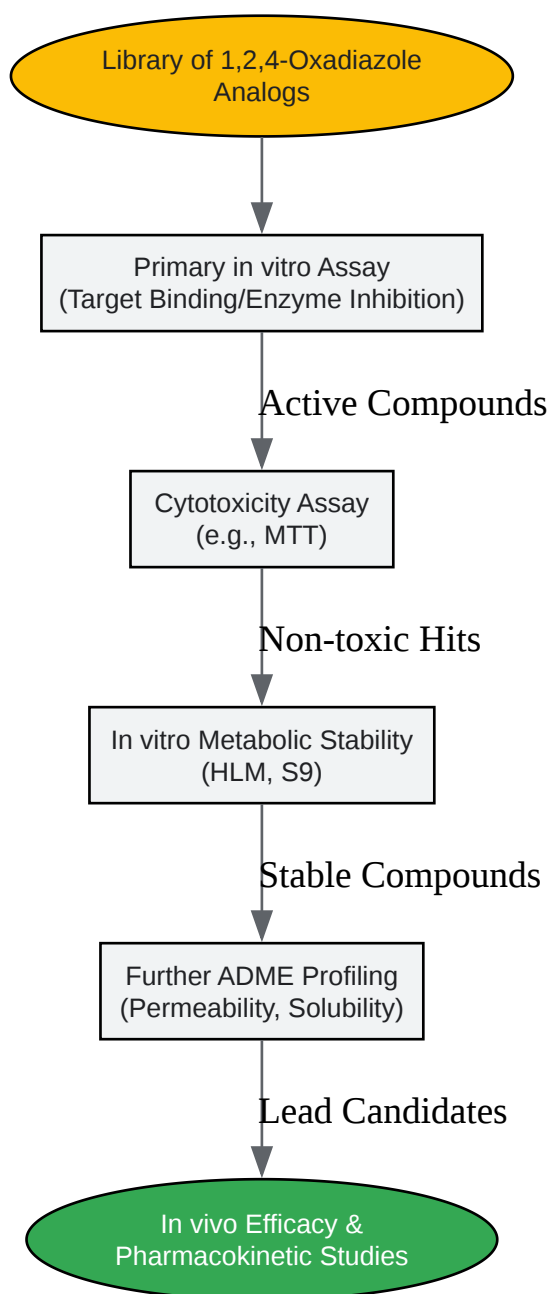 Library of 1,2,4-Oxadiazole
Analogs
Primary in vitro Assay
(Target Binding/Enzyme Inhibition)
Active Compounds
Cytotoxicity Assay
(e.g., MTT)
Non-toxic Hits
In vitro Metabolic Stability
(HLM, S9)
Stable Compounds
Further ADME Profiling
(Permeability, Solubility)
Lead Candidates
In vivo Efficacy &
Pharmacokinetic Studies